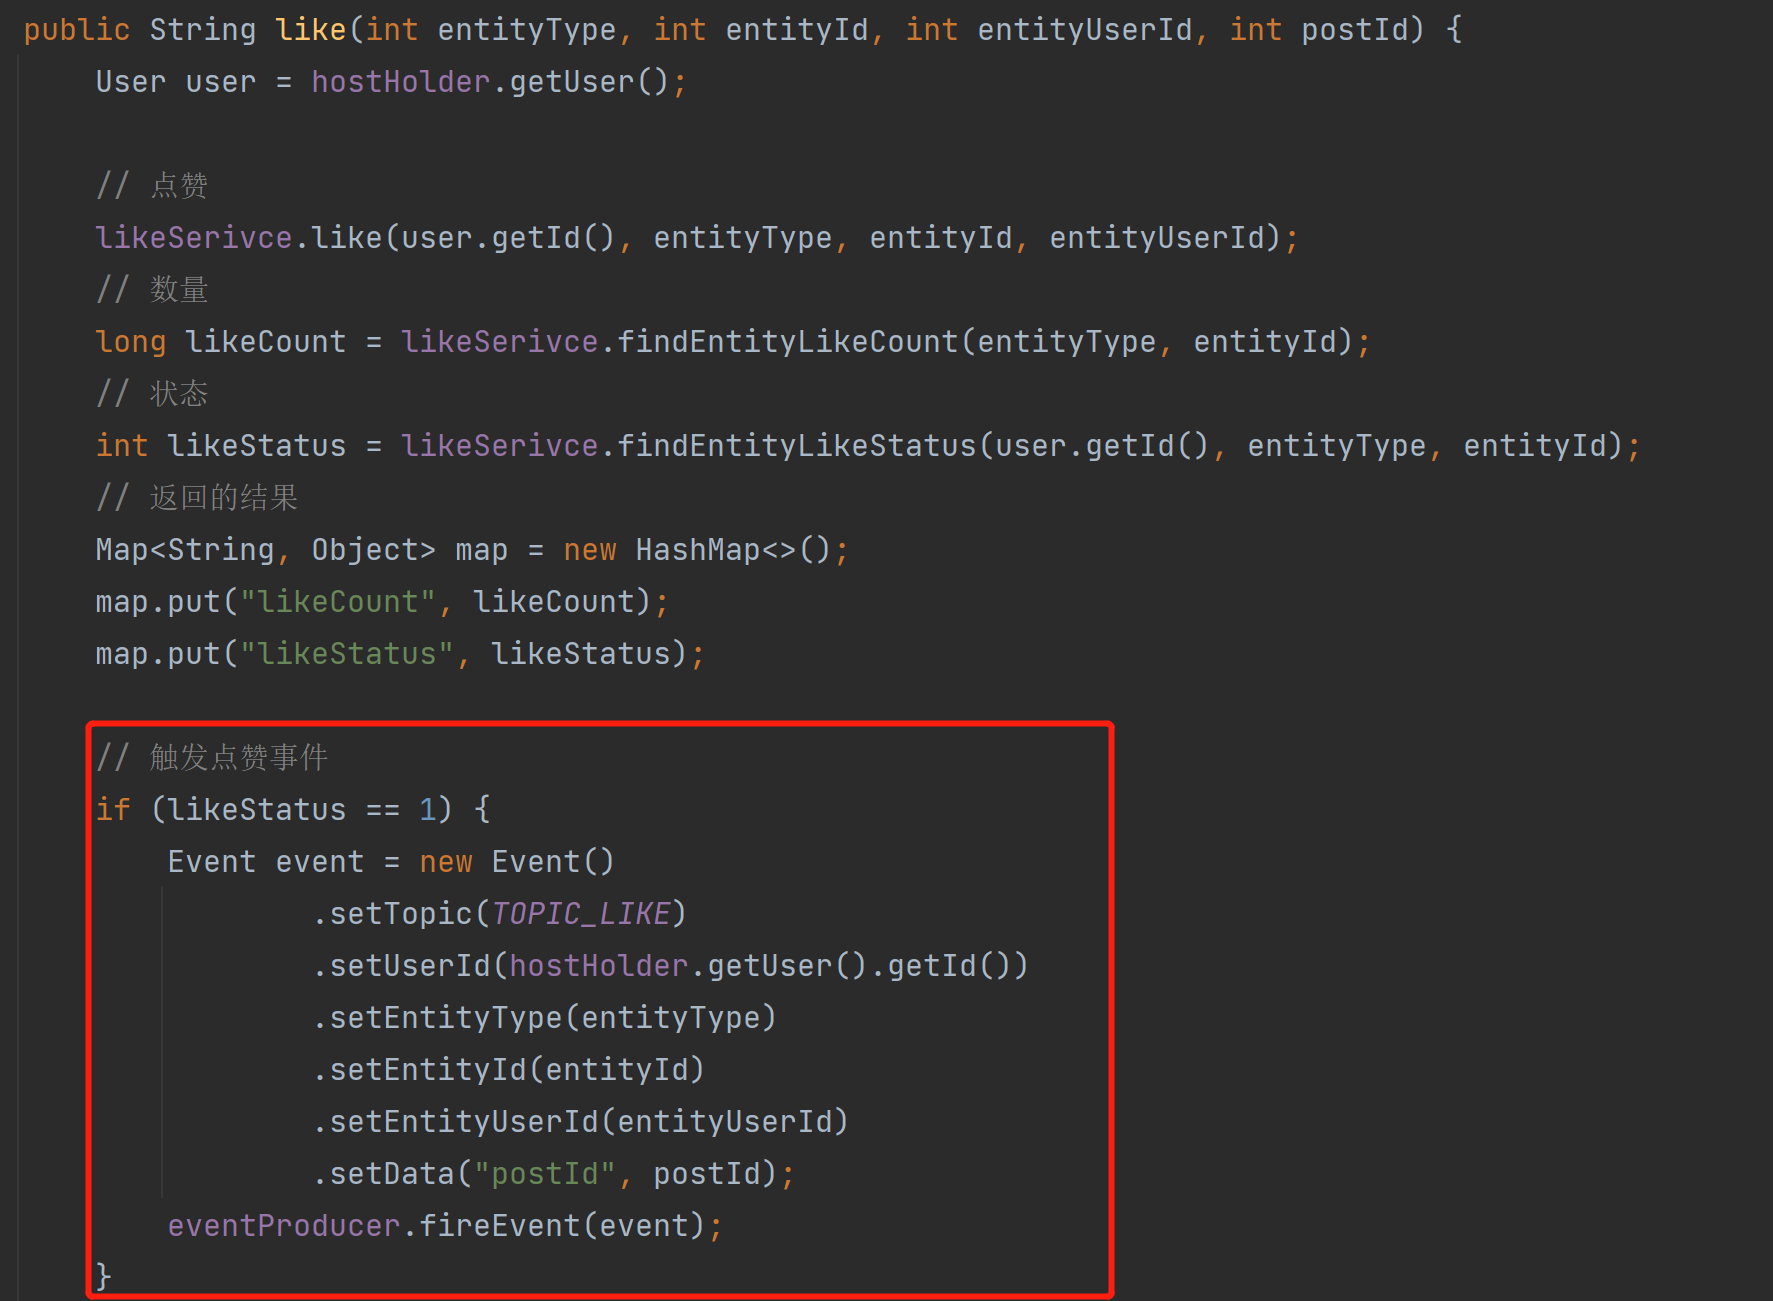 public String like(int entityType, int entityId, int entityUserId, int postId) {
User user = hostHolder.getUser();
// 点赞
likeSerivce.like(user.getId(), entityType, entityId, entityUserId);
// 数量
long likeCount = likeSerivce.findEntityLikeCount(entityType, entityId);
// 状态
int likeStatus = likeSerivce.findEntityLikeStatus(user.getId(), entityType, entityId);
// 返回的结果
Map<String, Object> map = new HashMap<>();
map.put("likeCount", likeCount);
map.put("likeStatus", likeStatus);
// 触发点赞事件
if (likeStatus == 1) {
Event event = new Event()
.setTopic(TOPIC_LIKE)
.setUserId(hostHolder.getUser().getId())
.setEntityType(entityType)
.setEntityId(entityId)
.setEntityUserId(entityUserId)
.setData("postId", postId);
eventProducer.fireEvent(event);
}